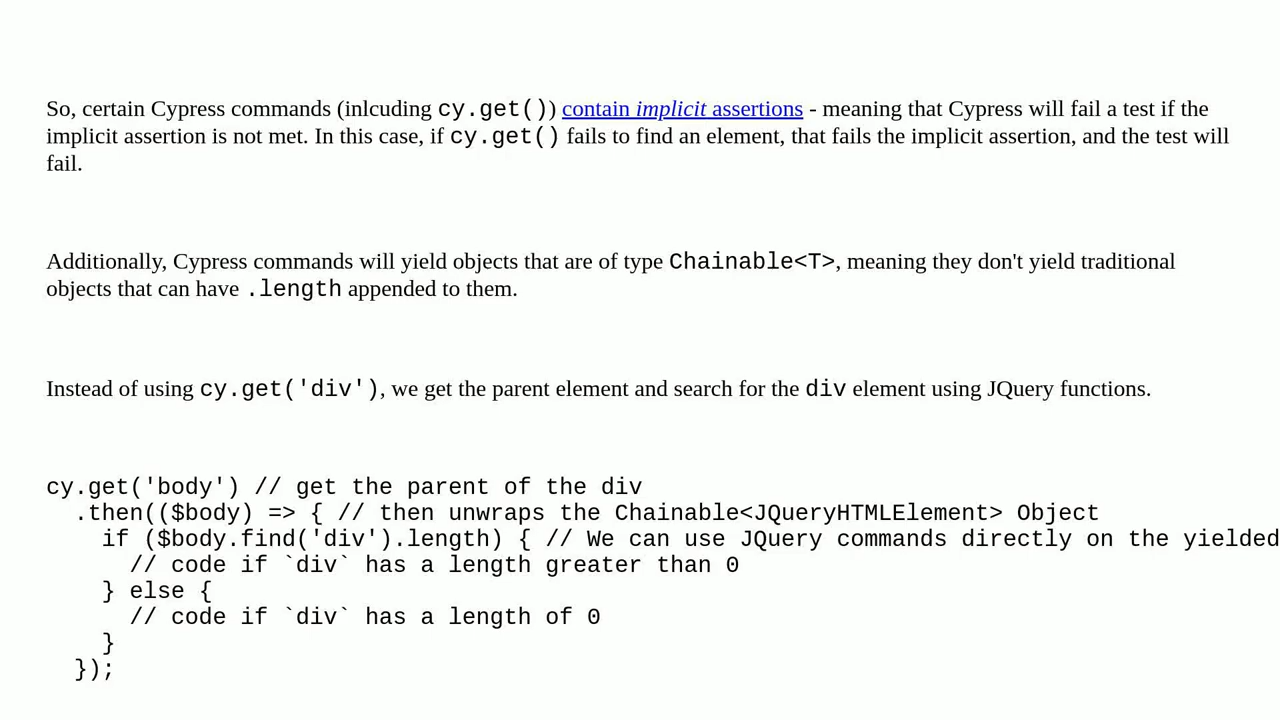 So, certain Cypress commands (inlcuding cy.get()) contain implicit assertions - meaning that Cypress will fail a test if the
implicit assertion is not met. In this case, if cy.get() fails to find an element, that fails the implicit assertion, and the test will
fail.
Additionally, Cypress commands will yield objects that are of type Chainable<T>, meaning they don't yield traditional
objects that can have .length appended to them.
Instead of using cy.get('div'), we get the parent element and search for the div element using JQuery functions.
cy.get('body') // get the parent of the div
  .then(($body) => { // then unwraps the Chainable<JQueryHTMLElement> Object
    if ($body.find('div').length) { // We can use JQuery commands directly on the yielded
      // code if `div` has a length greater than 0
    } else {
      // code if `div` has a length of 0
    }
  });